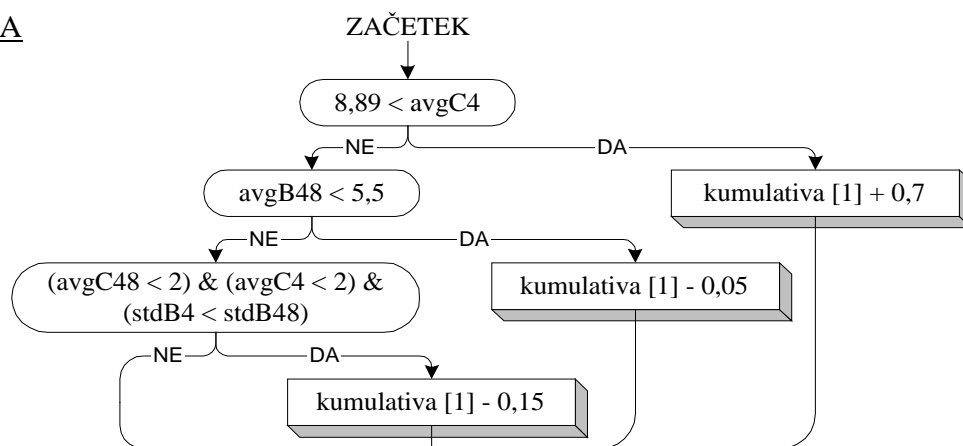 A
ZAČETEK
8,89 < avgC4
NE
DA
avgB48 < 5,5
kumulativa [1] + 0,7
NE
DA
(avgC48 < 2) & (avgC4 < 2) &
(stdB4 < stdB48)
kumulativa [1] - 0,05
NE
DA
kumulativa [1] - 0,15